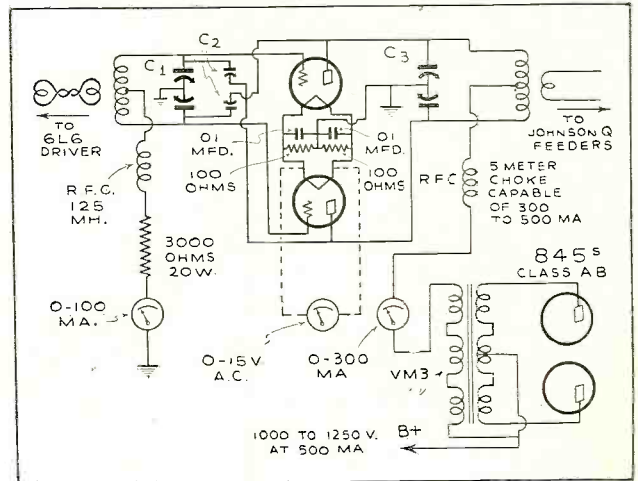 C1
C2
C3
TO
6L6
DRIVER
01
MFD.
01
MFD.
TO
JOHNSON Q
FEEDERS
100
OHMS
100
OHMS
R.F.C.
125
MH.
RFC
5 METER
CHOKE
CAPABLE
OF 300
TO 500 MA
3000
OHMS
20W.
845S
CLASS AB
0-100
MA.
0-15 V
A.C.
0-300
MA
VM3
1000 TO 1250 V.
AT 500 MA
B+